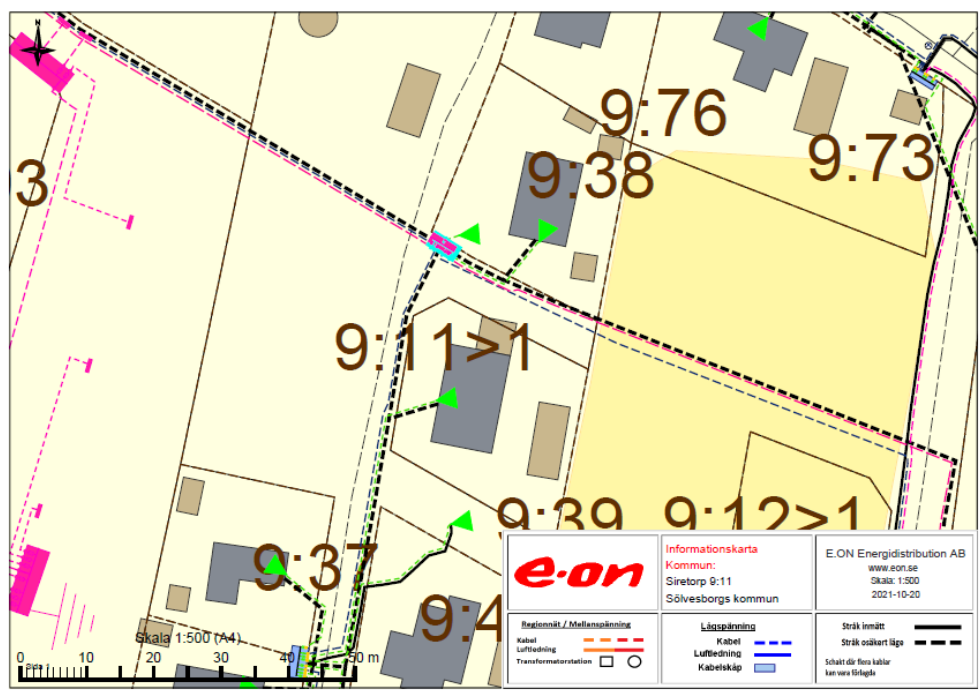 N
9:76
9:73
9:38
3
9:11>1
9:39
9:12>1
9:37
9:4
Skala 1:500 (A4)
0 10 20 30 40 50 m
e·on
Informationskarta
Kommun:
Siretorp 9:11
Sölvesborgs kommun
E.ON Energidistribution AB
www.eon.se
Skala: 1:500
2021-10-20
Regionnät / Mellanspänning
Kabel
Luftledning
Transformatorstation
Lågspänning
Kabel
Luftledning
Kabelskåp
Stråk inmätt
Stråk osäkert läge
Schakt där flera kablar
kan vara förlagda